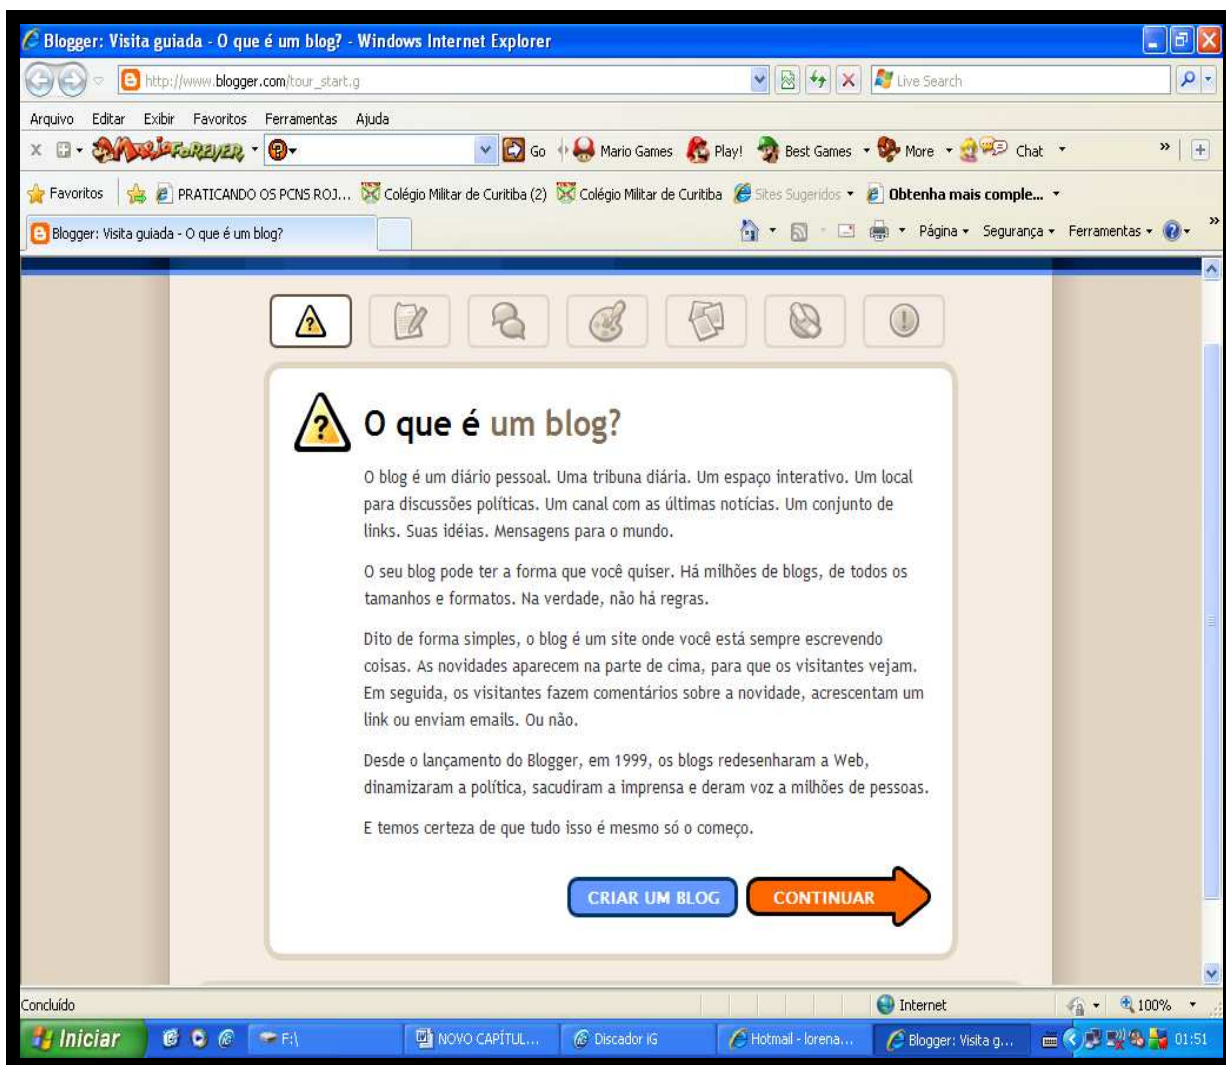 Blogger: Visita guiada - O que é um blog? - Windows Internet Explorer
http://www.blogger.com/tour_start.g
Live Search
Arquivo Editar Exibir Favoritos Ferramentas Ajuda
MarioForever Go Mario Games Play! Best Games More Chat
Favoritos PRATICANDO OS PCNS ROJ... Colégio Militar de Curitiba (2) Colégio Militar de Curitiba Sites Sugeridos Obtenha mais comple...
Blogger: Visita guiada - O que é um blog?
Página Segurança Ferramentas
O que é um blog?
O blog é um diário pessoal. Uma tribuna diária. Um espaço interativo. Um local
para discussões políticas. Um canal com as últimas notícias. Um conjunto de
links. Suas idéias. Mensagens para o mundo.
O seu blog pode ter a forma que você quiser. Há milhões de blogs, de todos os
tamanhos e formatos. Na verdade, não há regras.
Dito de forma simples, o blog é um site onde você está sempre escrevendo
coisas. As novidades aparecem na parte de cima, para que os visitantes vejam.
Em seguida, os visitantes fazem comentários sobre a novidade, acrescentam um
link ou enviam emails. Ou não.
Desde o lançamento do Blogger, em 1999, os blogs redesenharam a Web,
dinamizaram a política, sacudiram a imprensa e deram voz a milhões de pessoas.
E temos certeza de que tudo isso é mesmo só o começo.
CRIAR UM BLOG CONTINUAR
Concluído Internet 100%
Iniciar F:\ NOVO CAPÍTUL... Discador iG Hotmail - lorena... Blogger: Visita g... 01:51